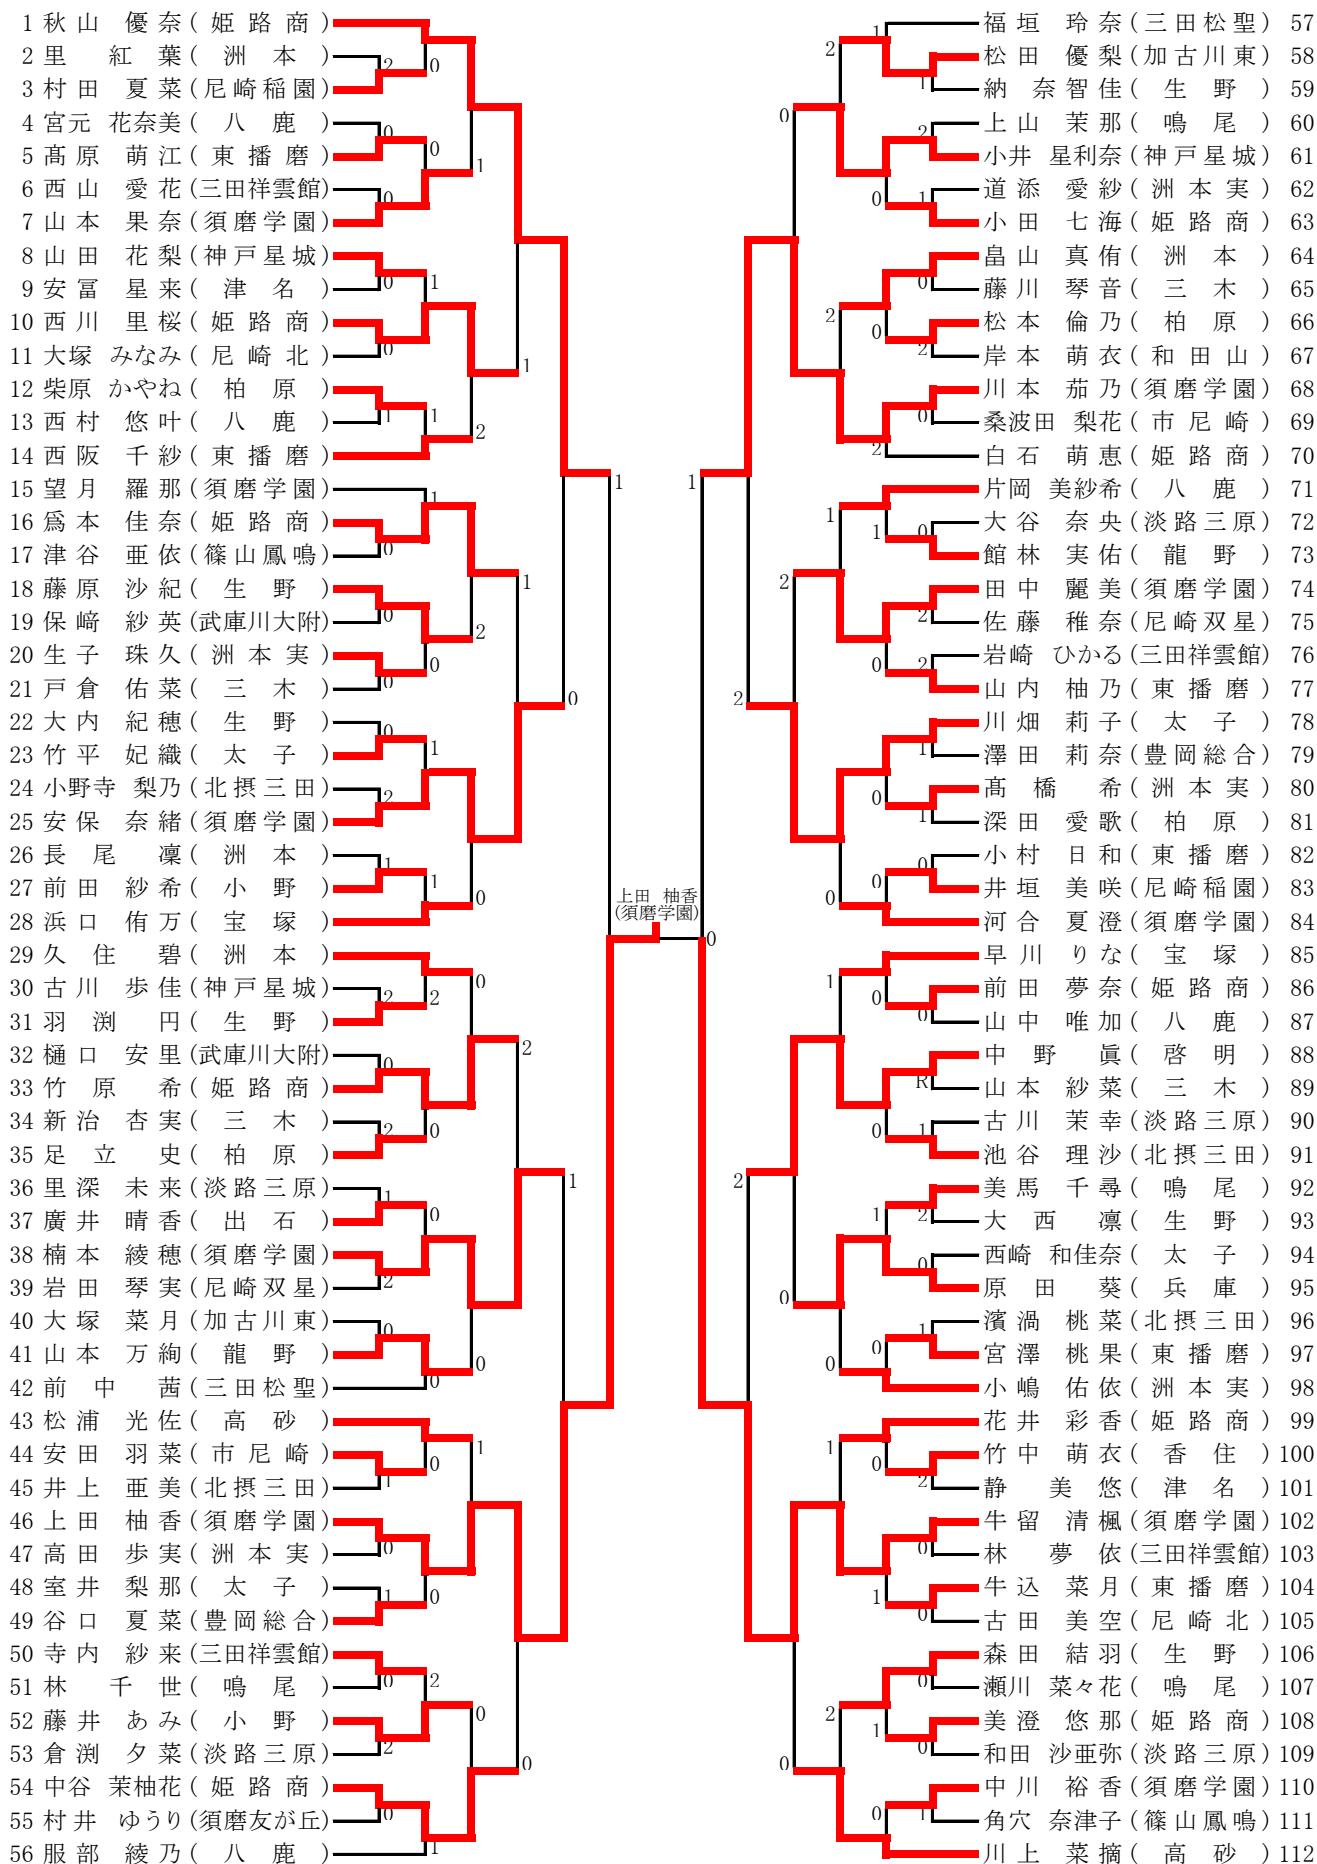 1 秋山 優奈 ( 姫路商 )
2 里 紅葉 ( 洲本 )
3 村田 夏菜 (尼崎稲園)
4 宮元 花奈美 ( 八鹿 )
5 髙原 萌江 ( 東播磨 )
6 西山 愛花 (三田祥雲館)
7 山本 果奈 (須磨学園)
8 山田 花梨 (神戸星城)
9 安冨 星来 ( 津名 )
10 西川 里桜 ( 姫路商 )
11 大塚 みなみ ( 尼崎北 )
12 柴原 かやね ( 柏原 )
13 西村 悠叶 ( 八鹿 )
14 西阪 千紗 ( 東播磨 )
15 望月 羅那 (須磨学園)
16 爲本 佳奈 ( 姫路商 )
17 津谷 亜依 (篠山鳳鳴)
18 藤原 沙紀 ( 生野 )
19 保﨑 紗英 (武庫川大附)
20 生子 珠久 ( 洲本実 )
21 戸倉 佑菜 ( 三木 )
22 大内 紀穂 ( 生野 )
23 竹平 妃織 ( 太子 )
24 小野寺 梨乃 (北摂三田)
25 安保 奈緒 (須磨学園)
26 長尾 凜 ( 洲本 )
27 前田 紗希 ( 小野 )
28 浜口 侑万 ( 宝塚 )
29 久住 碧 ( 洲本 )
30 古川 歩佳 (神戸星城)
31 羽渕 円 ( 生野 )
32 樋口 安里 (武庫川大附)
33 竹原 希 ( 姫路商 )
34 新治 杏実 ( 三木 )
35 足立 史 ( 柏原 )
36 里深 未来 (淡路三原)
37 廣井 晴香 ( 出石 )
38 楠本 綾穂 (須磨学園)
39 岩田 琴実 (尼崎双星)
40 大塚 菜月 (加古川東)
41 山本 万絢 ( 龍野 )
42 前中 茜 (三田松聖)
43 松浦 光佐 ( 高砂 )
44 安田 羽菜 ( 市尼崎 )
45 井上 亜美 (北摂三田)
46 上田 柚香 (須磨学園)
47 高田 歩実 ( 洲本実 )
48 室井 梨那 ( 太子 )
49 谷口 夏菜 (豊岡総合)
50 寺内 紗来 (三田祥雲館)
51 林 千世 ( 鳴尾 )
52 藤井 あみ ( 小野 )
53 倉渕 夕菜 (淡路三原)
54 中谷 茉柚花 ( 姫路商 )
55 村井 ゆうり (須磨友が丘)
56 服部 綾乃 ( 八鹿 )
上田 柚香
(須磨学園)
福垣 玲奈 (三田松聖) 57
松田 優梨 (加古川東) 58
納 奈智佳 ( 生野 ) 59
上山 茉那 ( 鳴尾 ) 60
小井 星利奈 (神戸星城) 61
道添 愛紗 ( 洲本実 ) 62
小田 七海 ( 姫路商 ) 63
畠山 真侑 ( 洲本 ) 64
藤川 琴音 ( 三木 ) 65
松本 倫乃 ( 柏原 ) 66
岸本 萌衣 ( 和田山 ) 67
川本 茄乃 (須磨学園) 68
桑波田 梨花 ( 市尼崎 ) 69
白石 萌恵 ( 姫路商 ) 70
片岡 美紗希 ( 八鹿 ) 71
大谷 奈央 (淡路三原) 72
館林 実佑 ( 龍野 ) 73
田中 麗美 (須磨学園) 74
佐藤 稚奈 (尼崎双星) 75
岩崎 ひかる (三田祥雲館) 76
山内 柚乃 ( 東播磨 ) 77
川畑 莉子 ( 太子 ) 78
澤田 莉奈 (豊岡総合) 79
髙橋 希 ( 洲本実 ) 80
深田 愛歌 ( 柏原 ) 81
小村 日和 ( 東播磨 ) 82
井垣 美咲 (尼崎稲園) 83
河合 夏澄 (須磨学園) 84
早川 りな ( 宝塚 ) 85
前田 夢奈 ( 姫路商 ) 86
山中 唯加 ( 八鹿 ) 87
中野 眞 ( 啓明 ) 88
山本 紗菜 ( 三木 ) 89
古川 茉幸 (淡路三原) 90
池谷 理沙 (北摂三田) 91
美馬 千尋 ( 鳴尾 ) 92
大西 凛 ( 生野 ) 93
西崎 和佳奈 ( 太子 ) 94
原田 葵 ( 兵庫 ) 95
濱渦 桃菜 (北摂三田) 96
宮澤 桃果 ( 東播磨 ) 97
小嶋 佑依 ( 洲本実 ) 98
花井 彩香 ( 姫路商 ) 99
竹中 萌衣 ( 香住 ) 100
静 美悠 ( 津名 ) 101
牛留 清楓 (須磨学園) 102
林 夢依 (三田祥雲館) 103
牛込 菜月 ( 東播磨 ) 104
古田 美空 ( 尼崎北 ) 105
森田 結羽 ( 生野 ) 106
瀬川 菜々花 ( 鳴尾 ) 107
美澄 悠那 ( 姫路商 ) 108
和田 沙亜弥 (淡路三原) 109
中川 裕香 (須磨学園) 110
角穴 奈津子 (篠山鳳鳴) 111
川上 菜摘 ( 高砂 ) 112